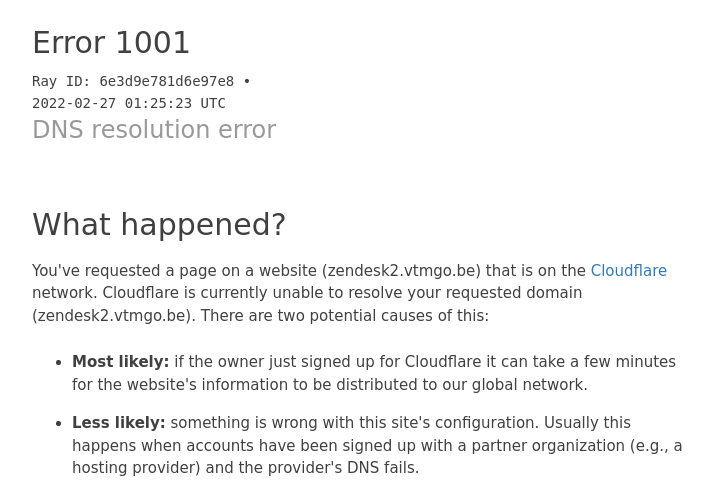 Error 1001
Ray ID: 6e3d9e781d6e97e8 •
2022-02-27 01:25:23 UTC
DNS resolution error
What happened?
You've requested a page on a website (zendesk2.vtmgo.be) that is on the Cloudflare
network. Cloudflare is currently unable to resolve your requested domain
(zendesk2.vtmgo.be). There are two potential causes of this:
• Most likely: if the owner just signed up for Cloudflare it can take a few minutes
for the website's information to be distributed to our global network.
• Less likely: something is wrong with this site's configuration. Usually this
happens when accounts have been signed up with a partner organization (e.g., a
hosting provider) and the provider's DNS fails.